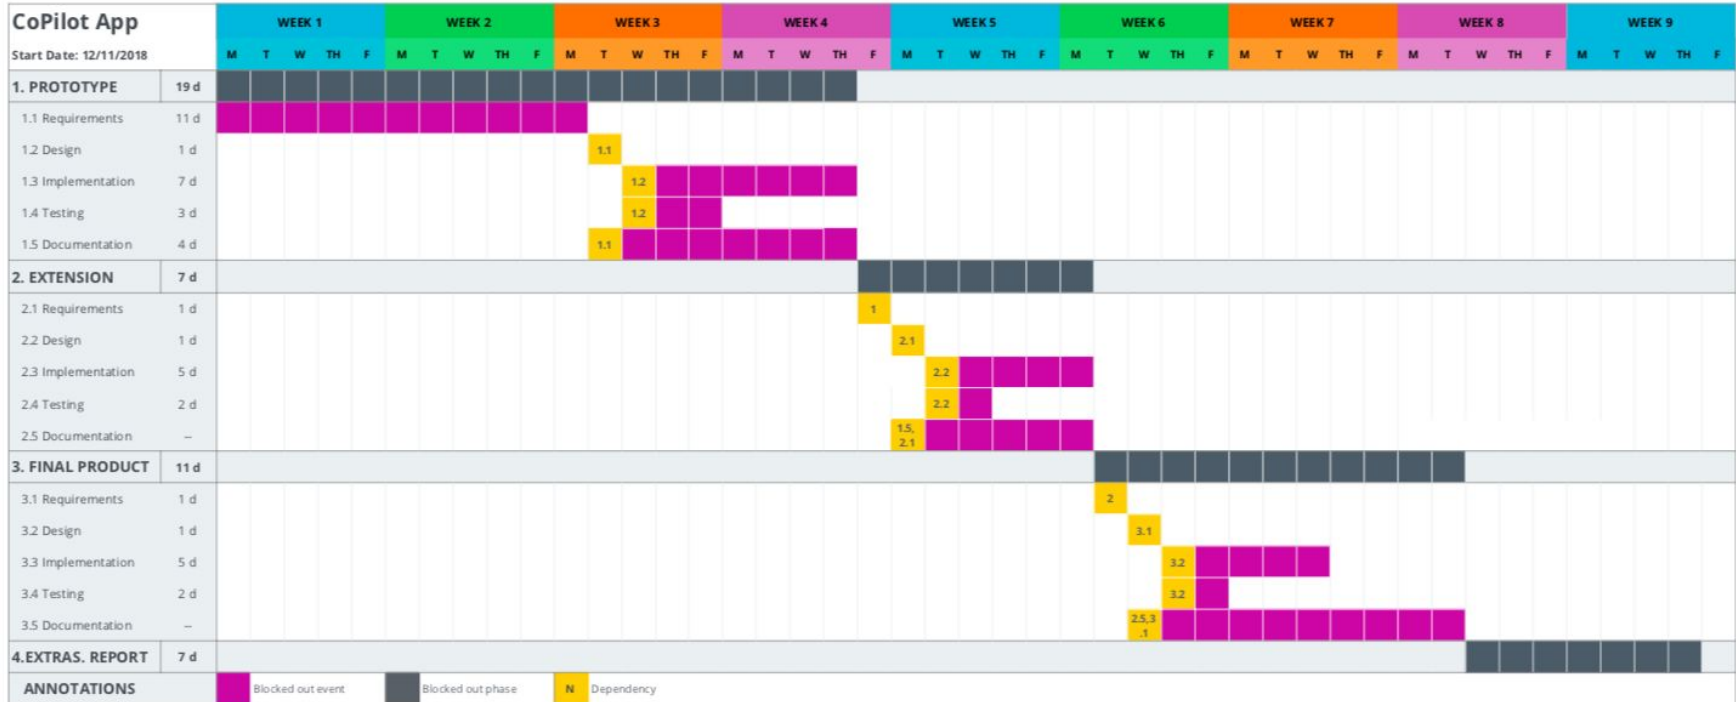 CoPilot App WEEK 1 WEEK 2 WEEK 3 WEEK 4 WEEK 5 WEEK 6 WEEK 7 WEEK 8 WEEK 9
Start Date: 12/11/2018 M T W TH F M T W TH F M T W TH F M T W TH F M T W TH F M T W TH F M T W TH F M T W TH F M T W TH F
1. PROTOTYPE 19 d
1.1 Requirements 11 d
1.2 Design 1 d 1.1
1.3 Implementation 7 d 1.2
1.4 Testing 3 d 1.2
1.5 Documentation 4 d 1.1
2. EXTENSION 7 d
2.1 Requirements 1 d 1
2.2 Design 1 d 2.1
2.3 Implementation 5 d 2.2
2.4 Testing 2 d 2.2
2.5 Documentation -- 1.5, 2.1
3. FINAL PRODUCT 11 d
3.1 Requirements 1 d 2
3.2 Design 1 d 3.1
3.3 Implementation 5 d 3.2
3.4 Testing 2 d 3.2
3.5 Documentation -- 2.5,3.1
4.EXTRAS. REPORT 7 d
ANNOTATIONS Blocked out event Blocked out phase N Dependency